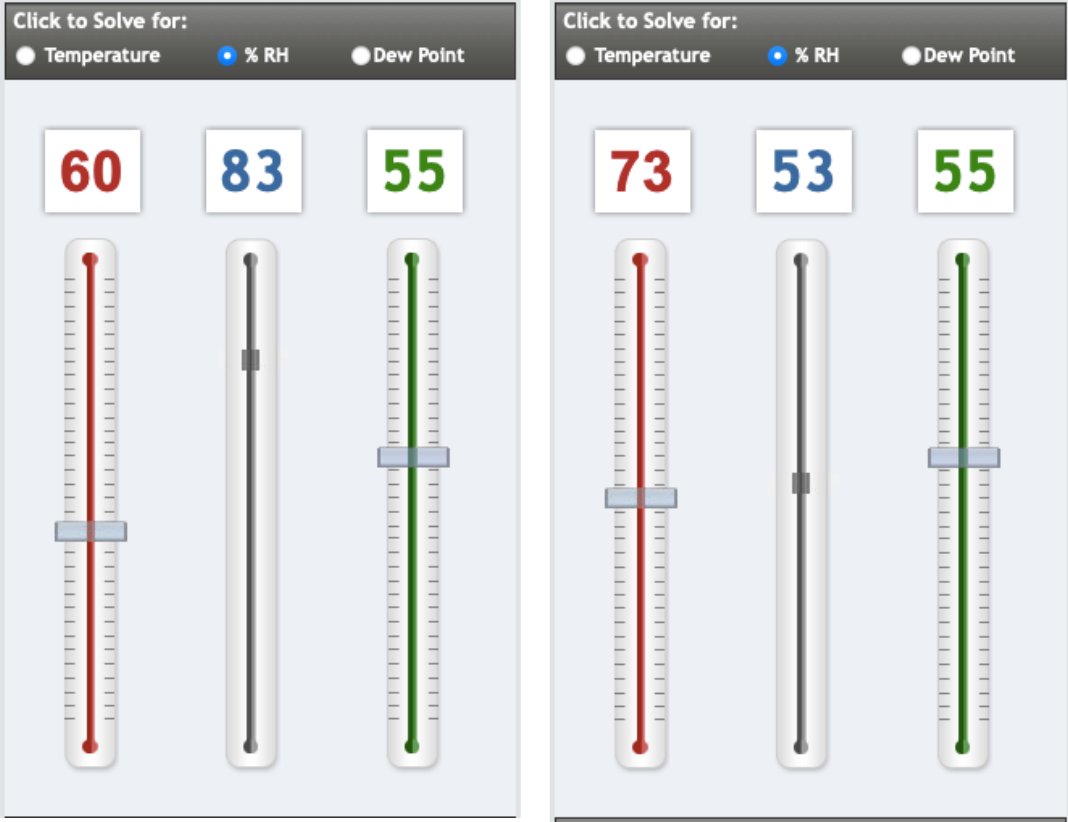 Click to Solve for:
Temperature % RH Dew Point
60 83 55
Click to Solve for:
Temperature % RH Dew Point
73 53 55